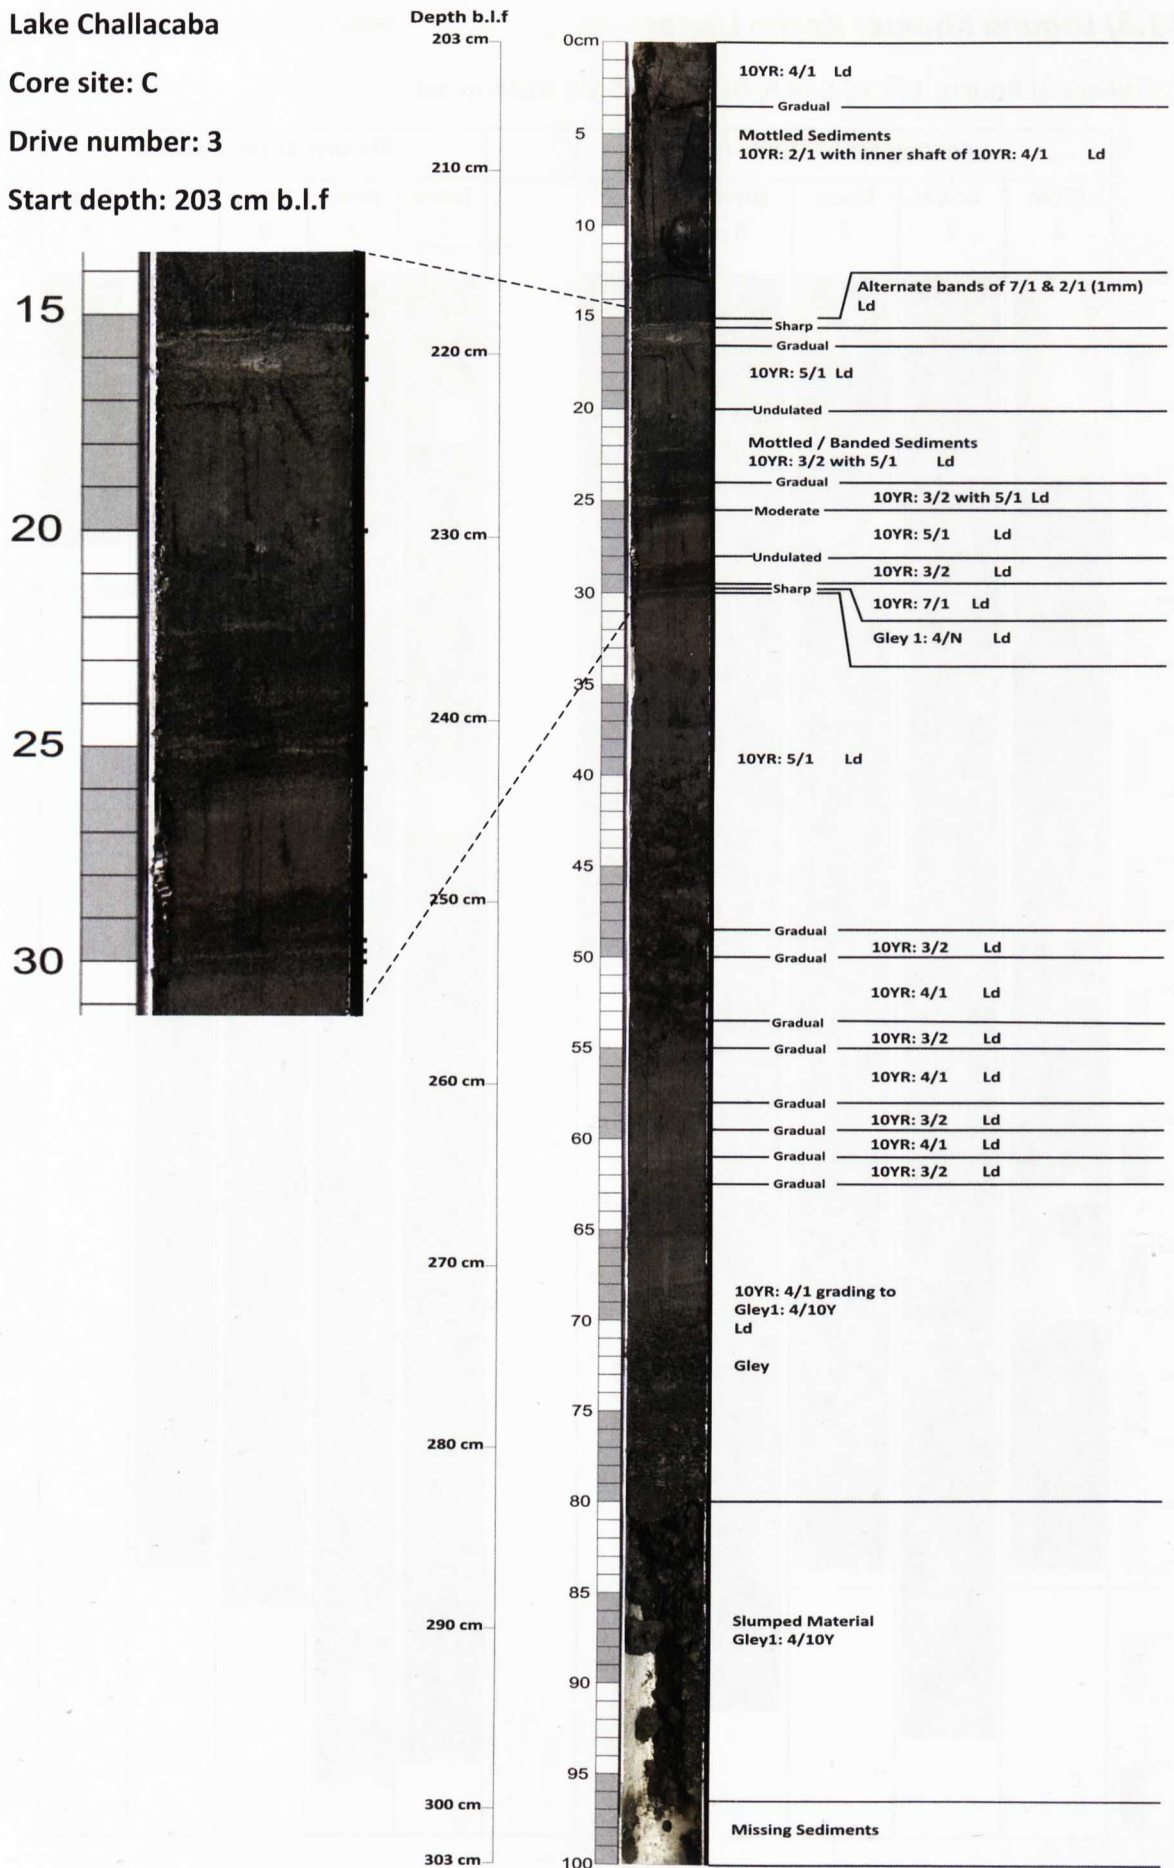 Lake Challacaba
Core site: C
Drive number: 3
Start depth: 203 cm b.l.f
15
20
25
30
Depth b.l.f
203 cm
210 cm
220 cm
230 cm
240 cm
250 cm
260 cm
270 cm
280 cm
290 cm
300 cm
303 cm
0cm
5
10
15
20
25
30
35
40
45
50
55
60
65
70
75
80
85
90
95
100
10YR: 4/1 Ld
Gradual
Mottled Sediments
10YR: 2/1 with inner shaft of 10YR: 4/1 Ld
Alternate bands of 7/1 & 2/1 (1mm)
Ld
Sharp
Gradual
10YR: 5/1 Ld
Undulated
Mottled / Banded Sediments
10YR: 3/2 with 5/1 Ld
Gradual
10YR: 3/2 with 5/1 Ld
Moderate
10YR: 5/1 Ld
Undulated
10YR: 3/2 Ld
Sharp
10YR: 7/1 Ld
Gley 1: 4/N Ld
10YR: 5/1 Ld
Gradual
10YR: 3/2 Ld
Gradual
10YR: 4/1 Ld
Gradual
10YR: 3/2 Ld
Gradual
10YR: 4/1 Ld
Gradual
10YR: 3/2 Ld
Gradual
10YR: 4/1 Ld
Gradual
10YR: 3/2 Ld
Gradual
10YR: 4/1 grading to
Gley1: 4/10Y
Ld
Gley
Slumped Material
Gley1: 4/10Y
Missing Sediments